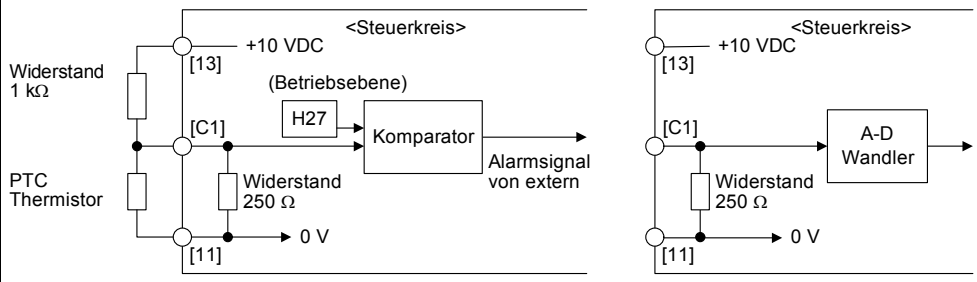 <Steuerkreis>
+10 VDC
[13]
Widerstand
1 kΩ
(Betriebsebene)
H27
[C1]
Komparator
Alarmsignal
von extern
PTC
Thermistor
Widerstand
250 Ω
0 V
[11]
<Steuerkreis>
+10 VDC
[13]
[C1]
A-D
Wandler
Widerstand
250 Ω
0 V
[11]